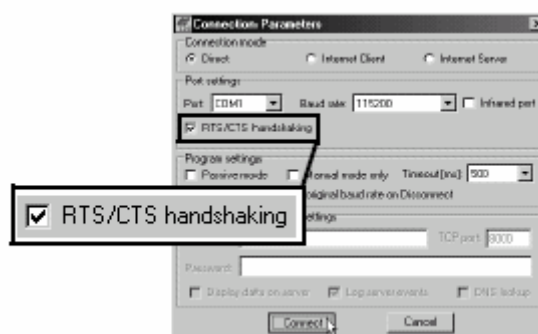 Connection Parameters
Connection mode
Direct Internet Client Internet Server
Port settings
Port: COM1 Baud rate: 115200 Infrared port
RTS/CTS handshaking
Program settings
Passive mode Manual mode only Timeout [ms]: 500
original baud rate on Disconnect
RTS/CTS handshaking
settings
TCP port: 8000
Password:
Display data on server Log server events DNS lookup
Connect Cancel